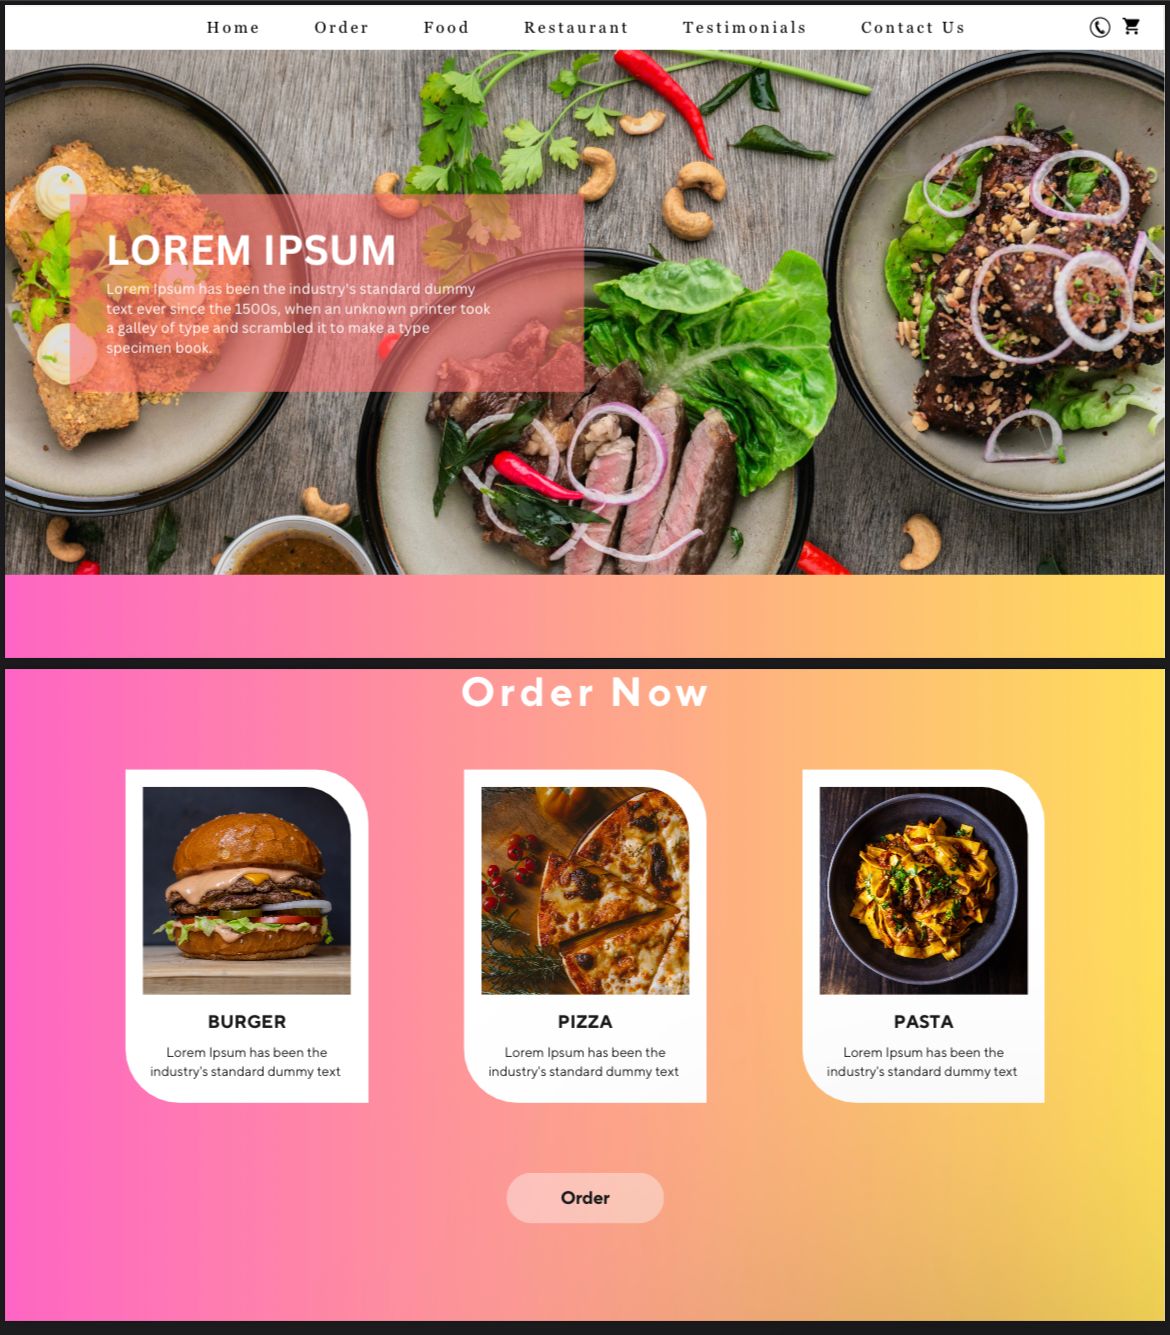 Home Order Food Restaurant Testimonials Contact Us
LOREM IPSUM
Lorem Ipsum has been the industry's standard dummy
text ever since the 1500s, when an unknown printer took
a galley of type and scrambled it to make a type
specimen book.
Order Now
BURGER
Lorem Ipsum has been the
industry's standard dummy text
PIZZA
Lorem Ipsum has been the
industry's standard dummy text
PASTA
Lorem Ipsum has been the
industry's standard dummy text
Order